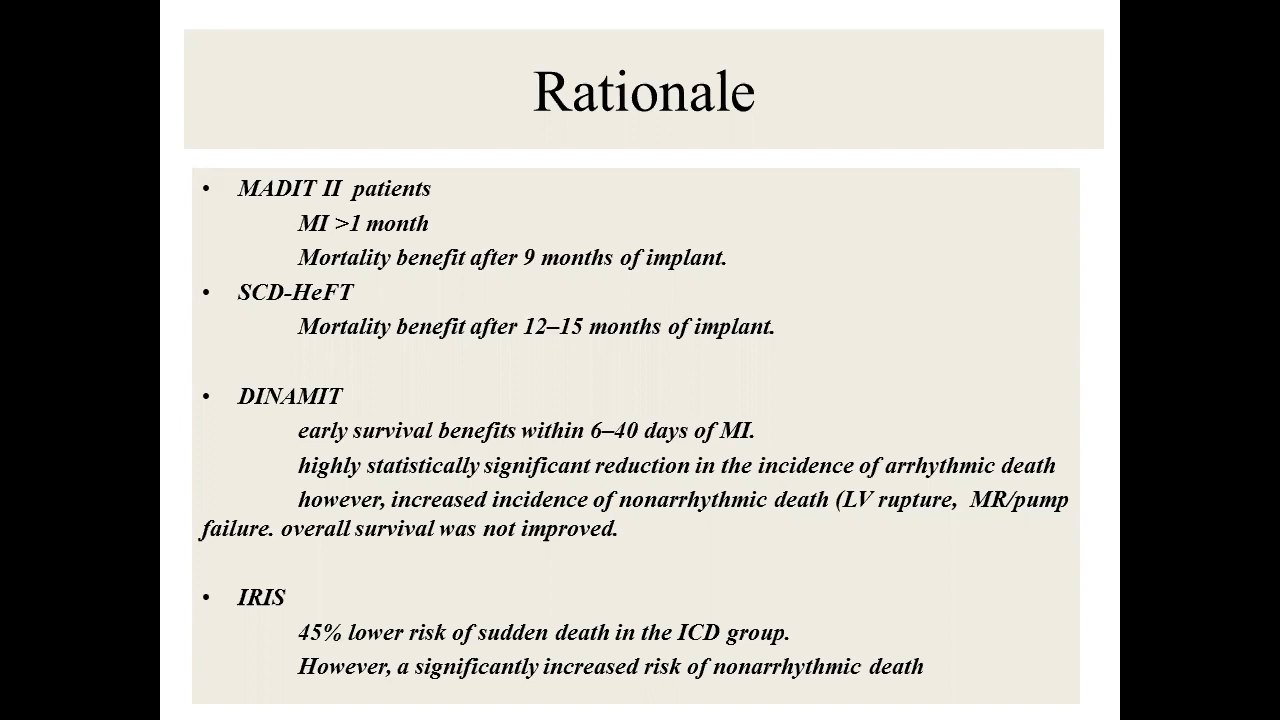 Rationale
• MADIT II patients
MI >1 month
Mortality benefit after 9 months of implant.
• SCD-HeFT
Mortality benefit after 12–15 months of implant.
• DINAMIT
early survival benefits within 6–40 days of MI.
highly statistically significant reduction in the incidence of arrhythmic death
however, increased incidence of nonarrhythmic death (LV rupture, MR/pump
failure. overall survival was not improved.
• IRIS
45% lower risk of sudden death in the ICD group.
However, a significantly increased risk of nonarrhythmic death